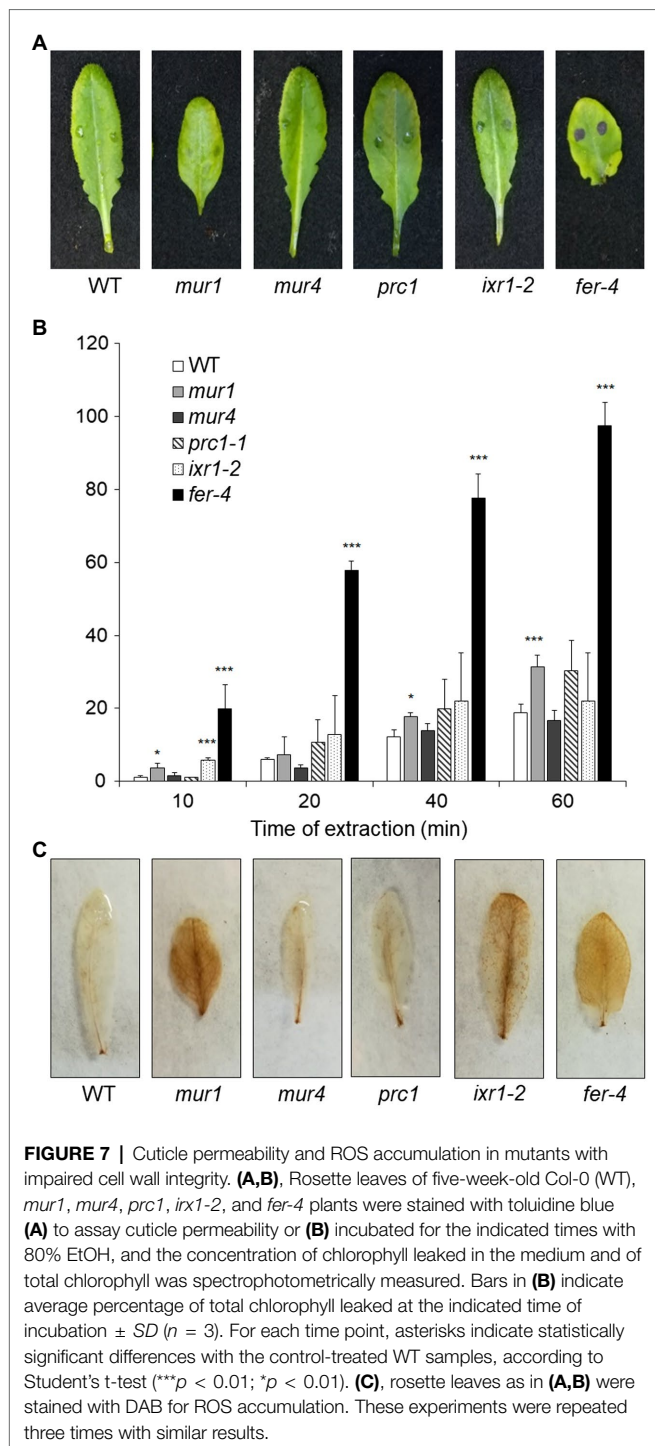 A
WT mur1 mur4 prc1 ixr1-2 fer-4
B
120
100
80
60
40
20
0
WT
mur1
mur4
prc1-1
ixr1-2
fer-4
* *** ***
***
* ***
*** ***
10 20 40 60
Time of extraction (min)
C
WT mur1 mur4 prc1 ixr1-2 fer-4
FIGURE 7 | Cuticle permeability and ROS accumulation in mutants with
impaired cell wall integrity. (A,B), Rosette leaves of five-week-old Col-0 (WT),
mur1, mur4, prc1, irx1-2, and fer-4 plants were stained with toluidine blue
(A) to assay cuticle permeability or (B) incubated for the indicated times with
80% EtOH, and the concentration of chlorophyll leaked in the medium and of
total chlorophyll was spectrophotometrically measured. Bars in (B) indicate
average percentage of total chlorophyll leaked at the indicated time of
incubation ± SD (n = 3). For each time point, asterisks indicate statistically
significant differences with the control-treated WT samples, according to
Student's t-test (***p < 0.01; *p < 0.01). (C), rosette leaves as in (A,B) were
stained with DAB for ROS accumulation. These experiments were repeated
three times with similar results.